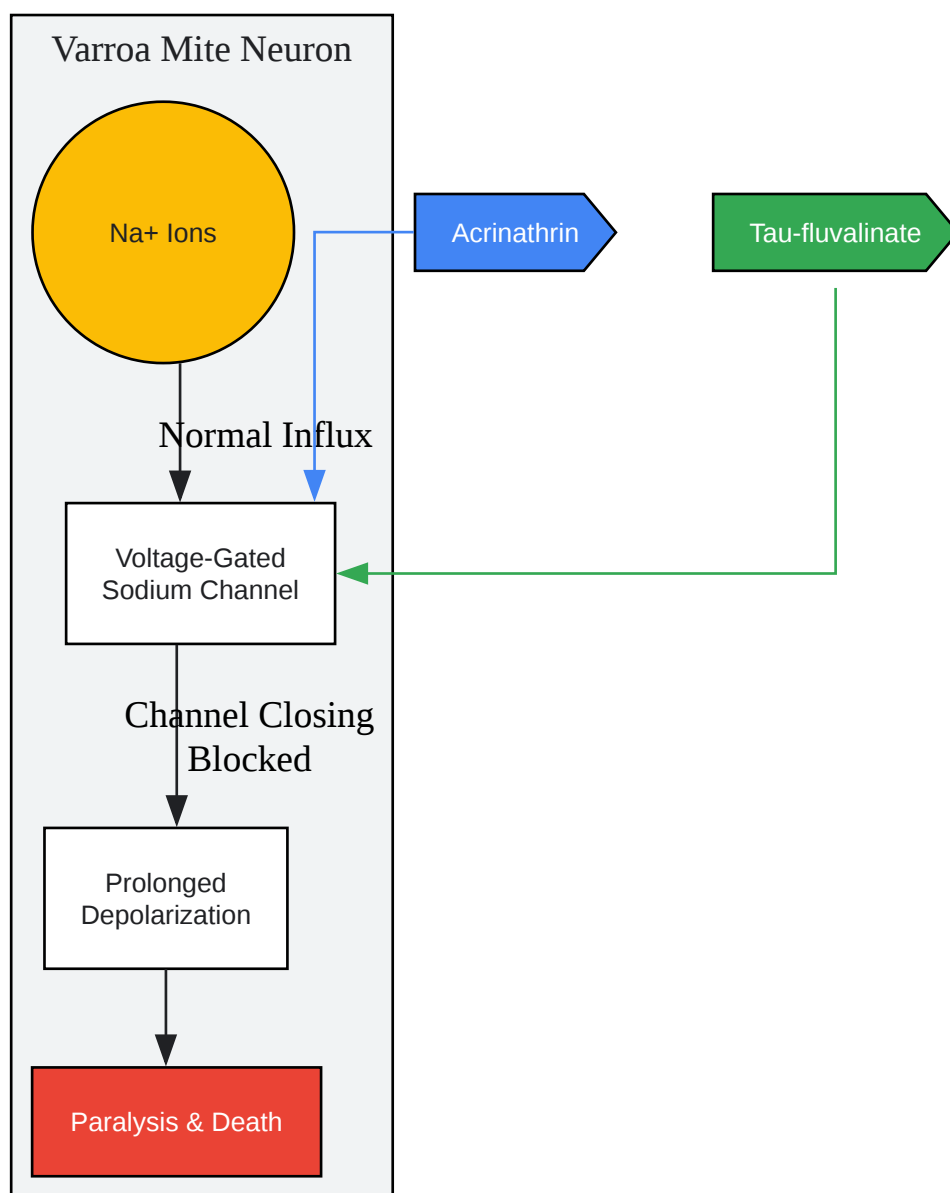 Varroa Mite Neuron
Na+ Ions
Acrinathrin
Tau-fluvalinate
Normal Influx
Voltage-Gated
Sodium Channel
Channel Closing
Blocked
Prolonged
Depolarization
Paralysis & Death